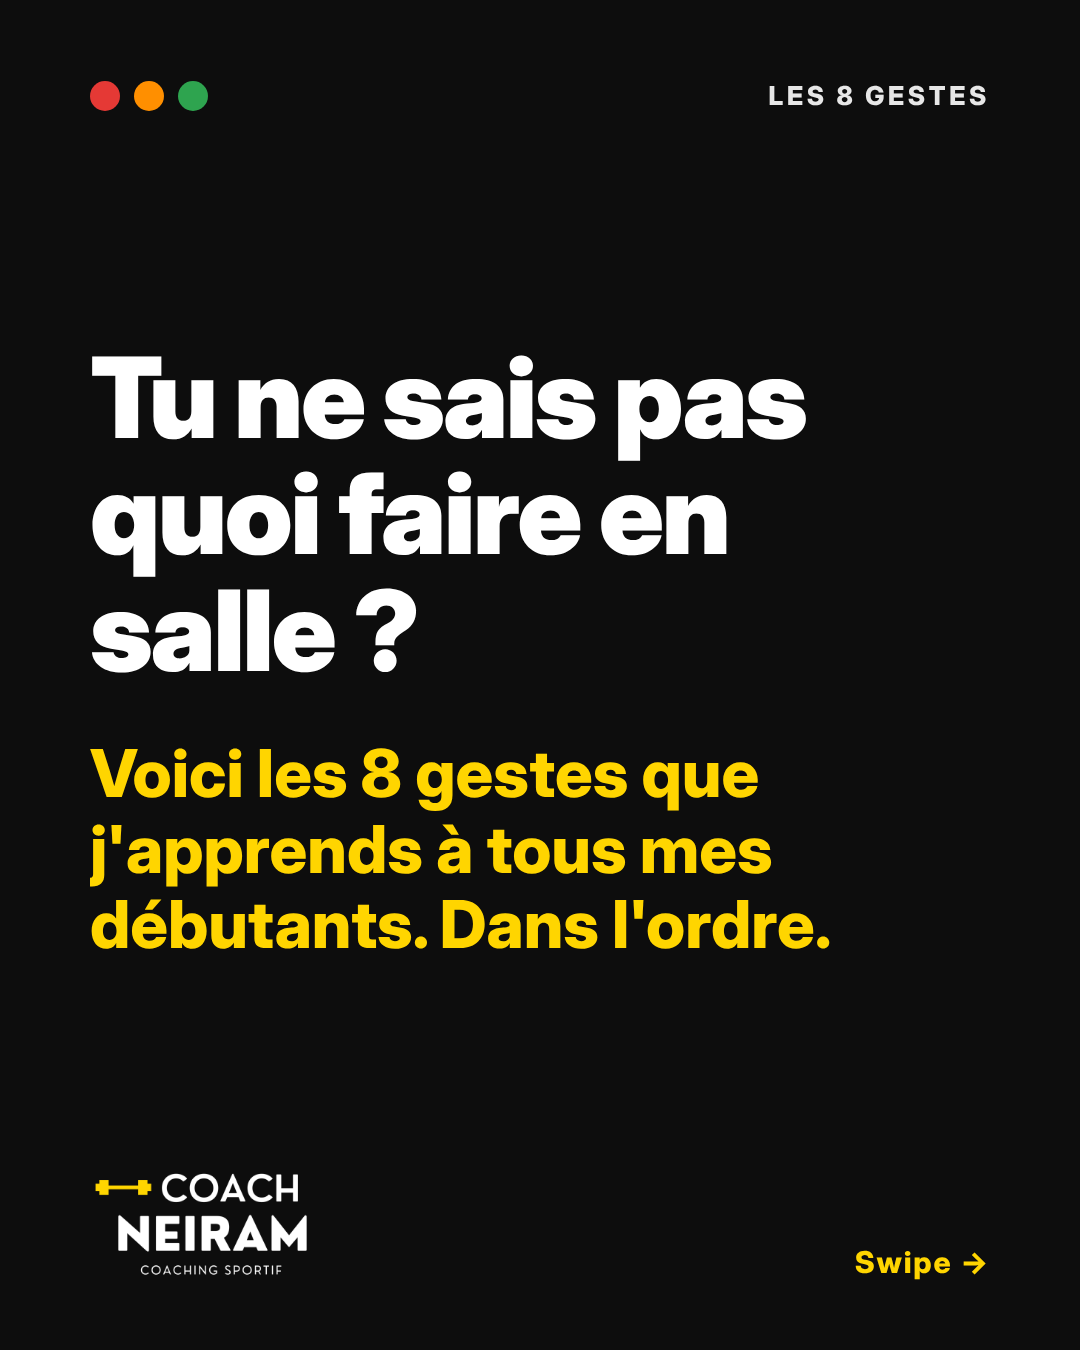 LES 8 GESTES
Tu ne sais pas
quoi faire en
salle ?
Voici les 8 gestes que
j'apprends à tous mes
débutants. Dans l'ordre.
COACH
NEIRAM
COACHING SPORTIF
Swipe →